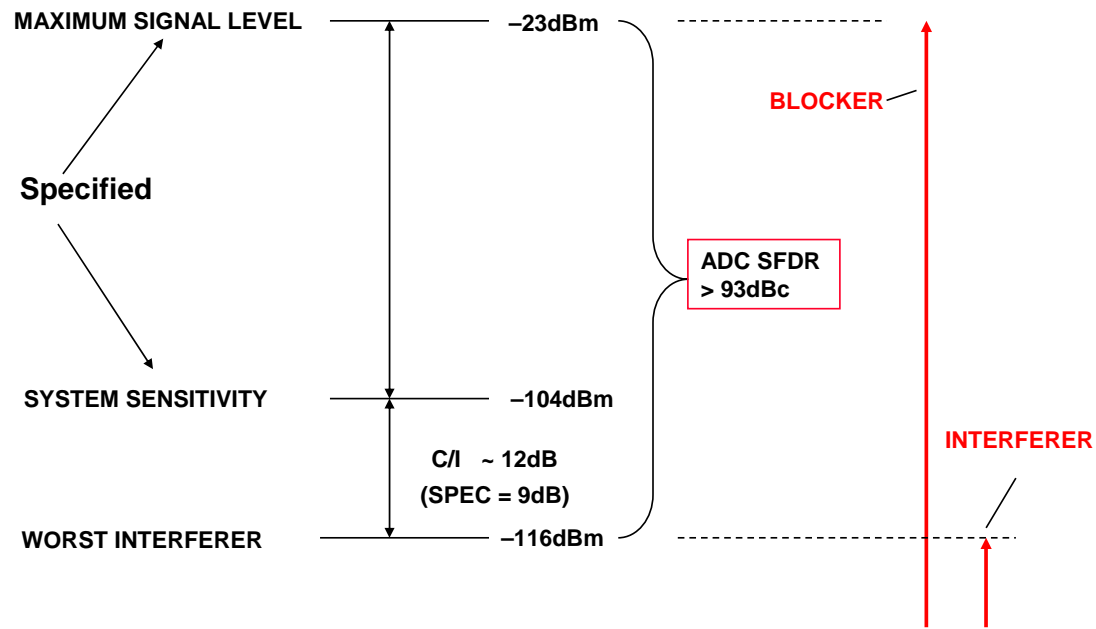 MAXIMUM SIGNAL LEVEL
–23dBm
BLOCKER
Specified
ADC SFDR
> 93dBc
SYSTEM SENSITIVITY
–104dBm
INTERFERER
C/I ~ 12dB
(SPEC = 9dB)
WORST INTERFERER
–116dBm